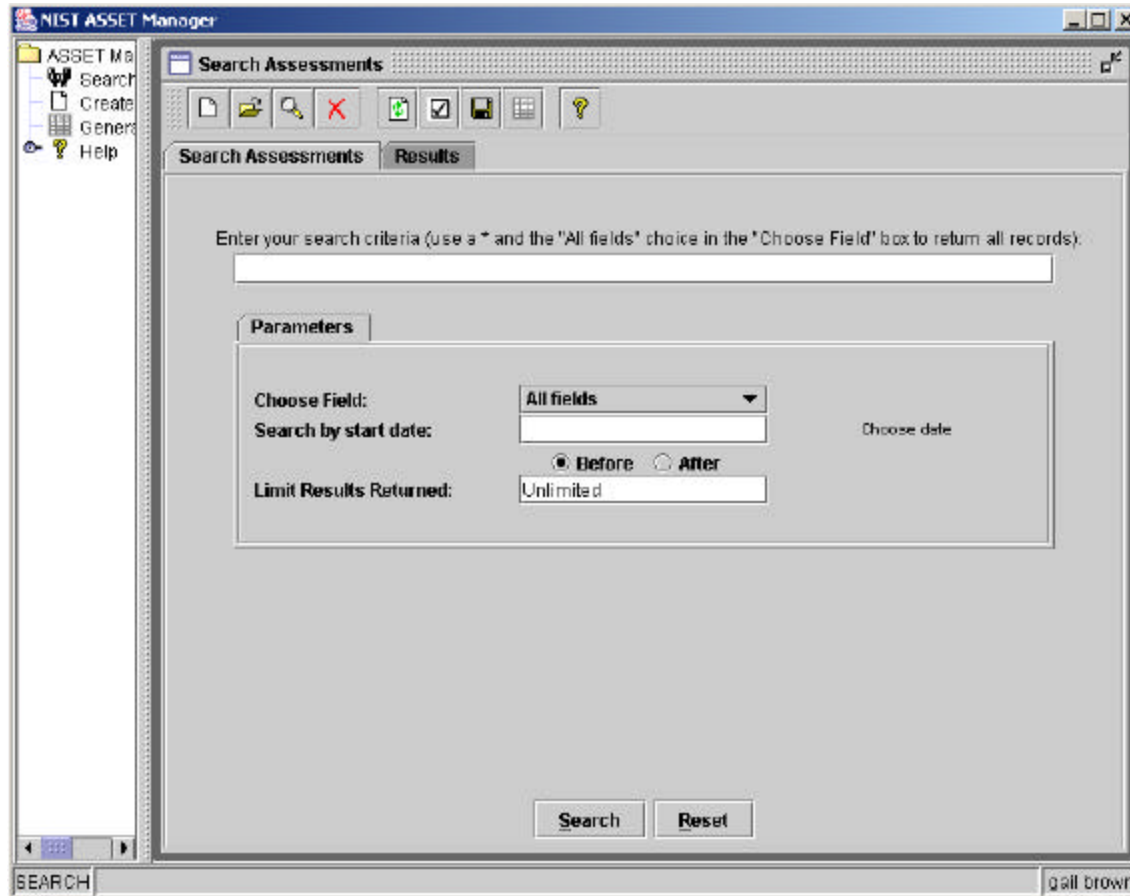 NIST ASSET Manager
ASSET Ma
Search
Create
Genera
Help
Search Assessments
Search Assessments
Results
Enter your search criteria (use a * and the "All fields" choice in the "Choose Field" box to return all records):
Parameters
Choose Field:
All fields
Search by start date:
Choose date
Before
After
Limit Results Returned:
Unlimited
Search
Reset
SEARCH
gail brown